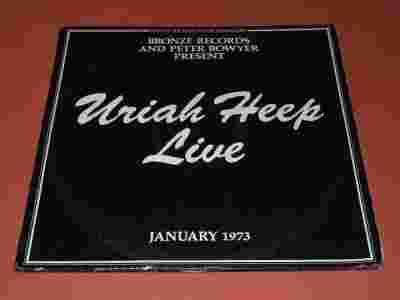 BRONZE RECORDS
AND PETER BOWYER
PRESENT
Uriah Heep
Live
JANUARY 1973